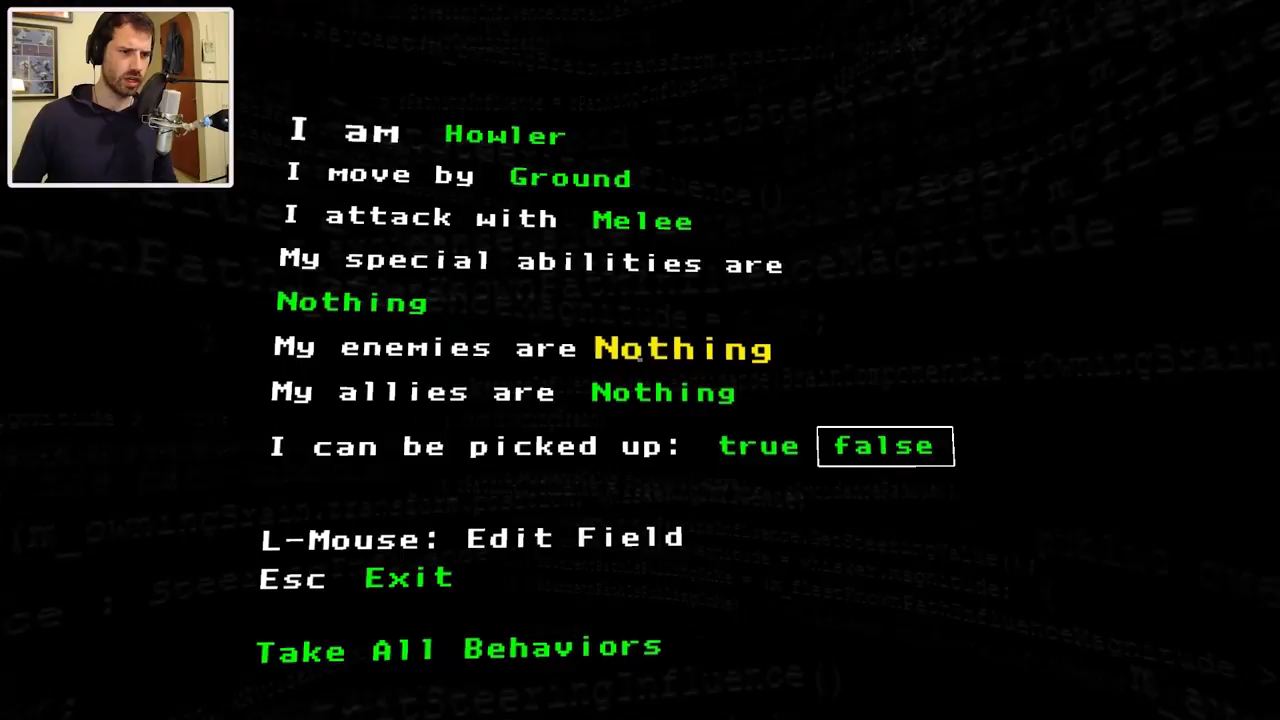 I am Howler
I move by Ground
I attack with Melee
My special abilities are
Nothing
My enemies are Nothing
My allies are Nothing
I can be picked up: true false
L-Mouse: Edit Field
Esc Exit
Take All Behaviors